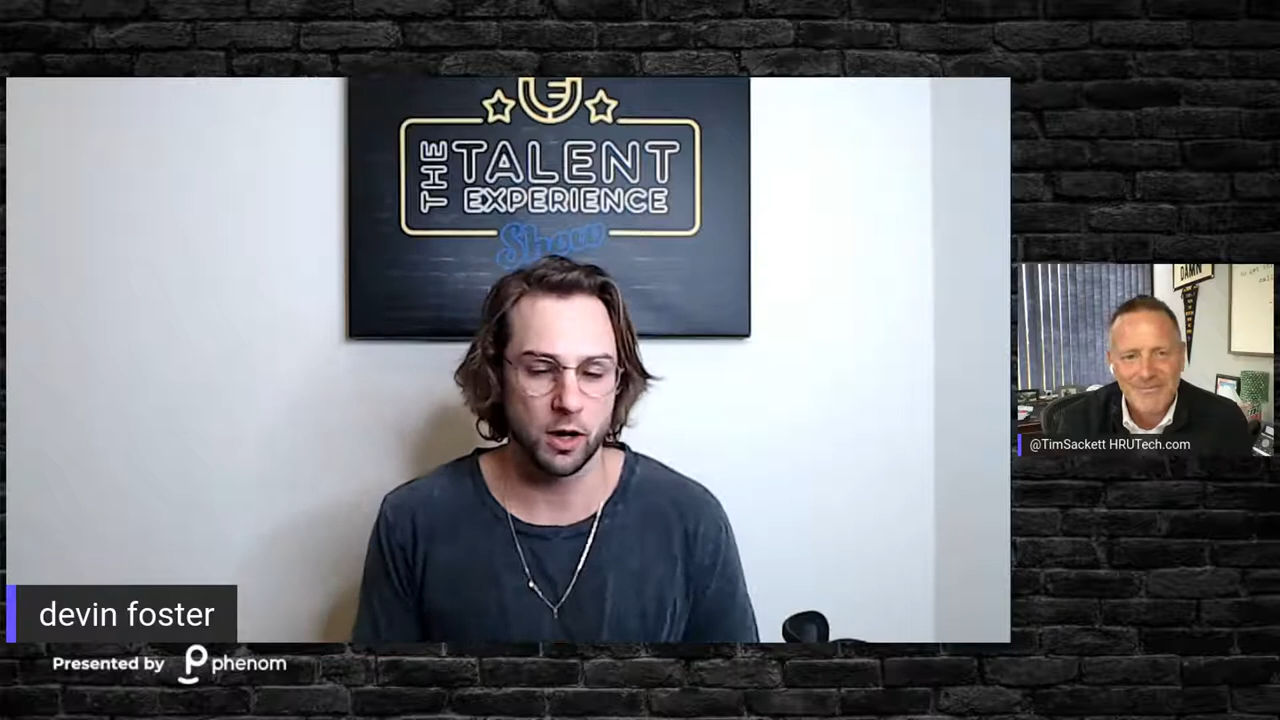 THE TALENT
EXPERIENCE
Show
DAMN
@TimSackett HRUTech.com
devin foster
Presented by phenom